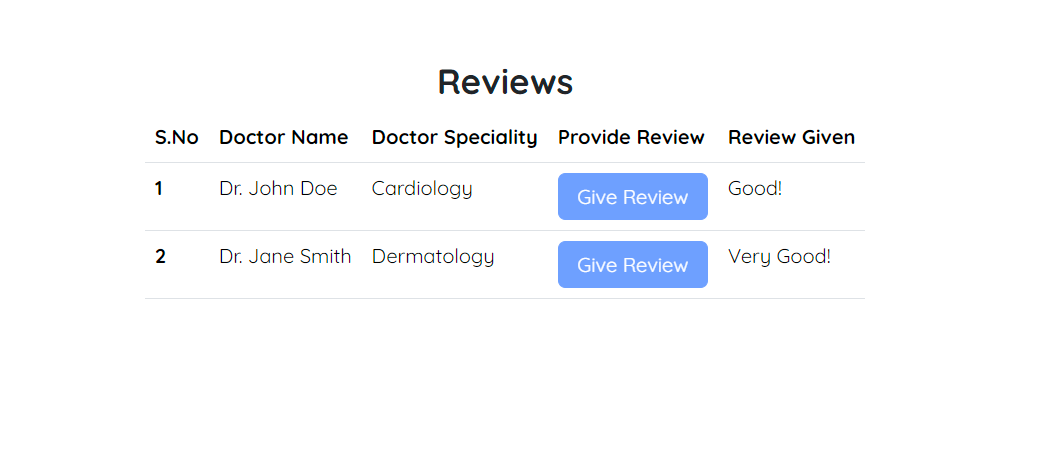 Reviews
S.No Doctor Name Doctor Speciality Provide Review Review Given
1 Dr. John Doe Cardiology Give Review Good!
2 Dr. Jane Smith Dermatology Give Review Very Good!